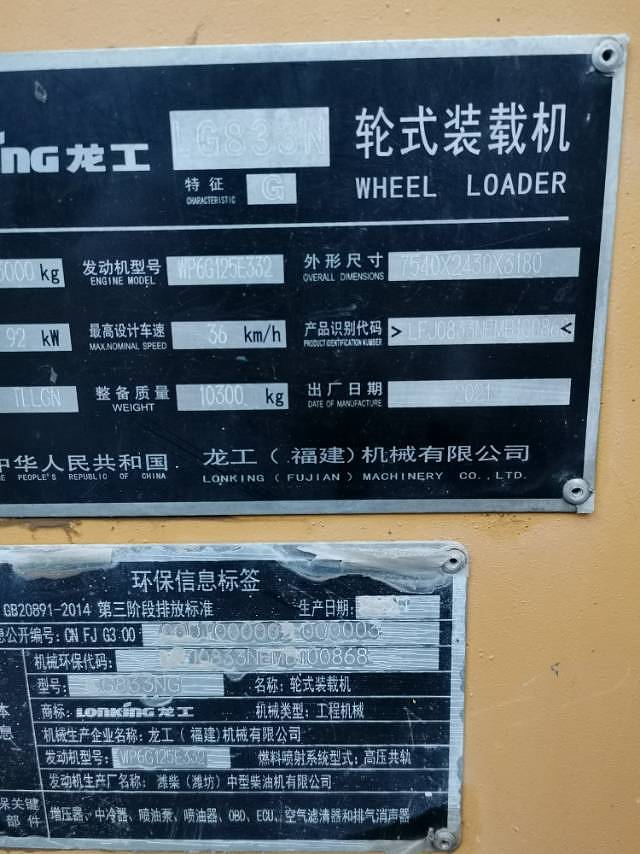 KING 龙工 LG833N 轮式装载机
特征 G
CHARACTERISTIC
WHEEL LOADER
000 kg 发动机型号 WP6G125E332 外形尺寸 7540X2430X3180
ENGINE MODEL OVERALL DIMENSIONS
92 kW 最高设计车速 36 km/h 产品识别代码
MAX.NOMINAL SPEED PRODUCT IDENTIFICATION NUMBER
整备质量 10300 kg 出厂日期 2021
WEIGHT DATE OF MANUFACTURE
中华人民共和国 龙工（福建）机械有限公司
PEOPLE'S REPUBLIC OF CHINA LONKING ( FUJIAN ) MACHINERY CO., LTD.
环保信息标签
GB20891-2014 第三阶段排放标准 生产日期:
公开编号: CN FJ G3 00
机械环保代码:
型号: LG833NG 名称: 轮式装载机
商标: LONKING 龙工 机械类型: 工程机械
机械生产企业名称: 龙工（福建）机械有限公司
发动机型号: WP6G125E332 燃料喷射系统型式: 高压共轨
发动机生产厂名称: 潍柴（潍坊）中型柴油机有限公司
保关键
部件 增压器、中冷器、喷油泵、喷油器、OBD、ECU、空气滤清器和排气消声器